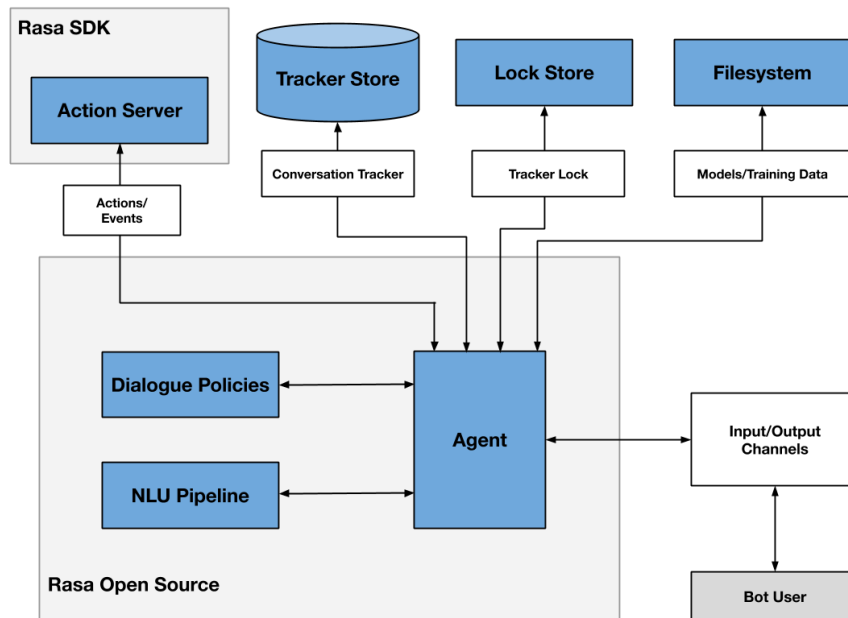 Rasa SDK
Action Server
Tracker Store
Lock Store
Filesystem
Actions/
Events
Conversation Tracker
Tracker Lock
Models/Training Data
Dialogue Policies
NLU Pipeline
Agent
Input/Output
Channels
Rasa Open Source
Bot User